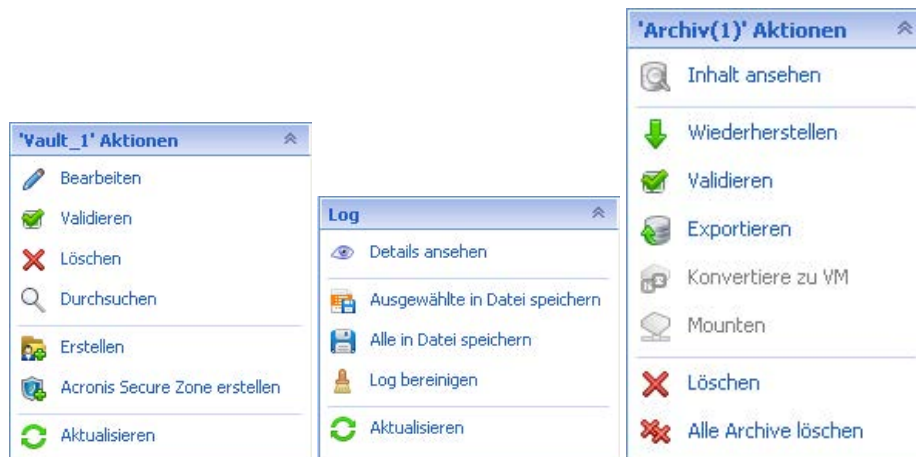 'Vault_1' Aktionen
Bearbeiten
Validieren
Löschen
Durchsuchen
Erstellen
Acronis Secure Zone erstellen
Aktualisieren
Log
Details ansehen
Ausgewählte in Datei speichern
Alle in Datei speichern
Log bereinigen
Aktualisieren
'Archiv(1)' Aktionen
Inhalt ansehen
Wiederherstellen
Validieren
Exportieren
Konvertiere zu VM
Mounten
Löschen
Alle Archive löschen